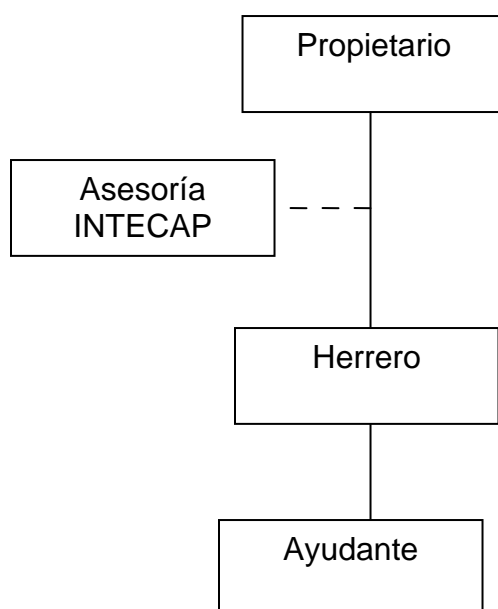 Propietario
Asesoría
INTECAP
Herrero
Ayudante